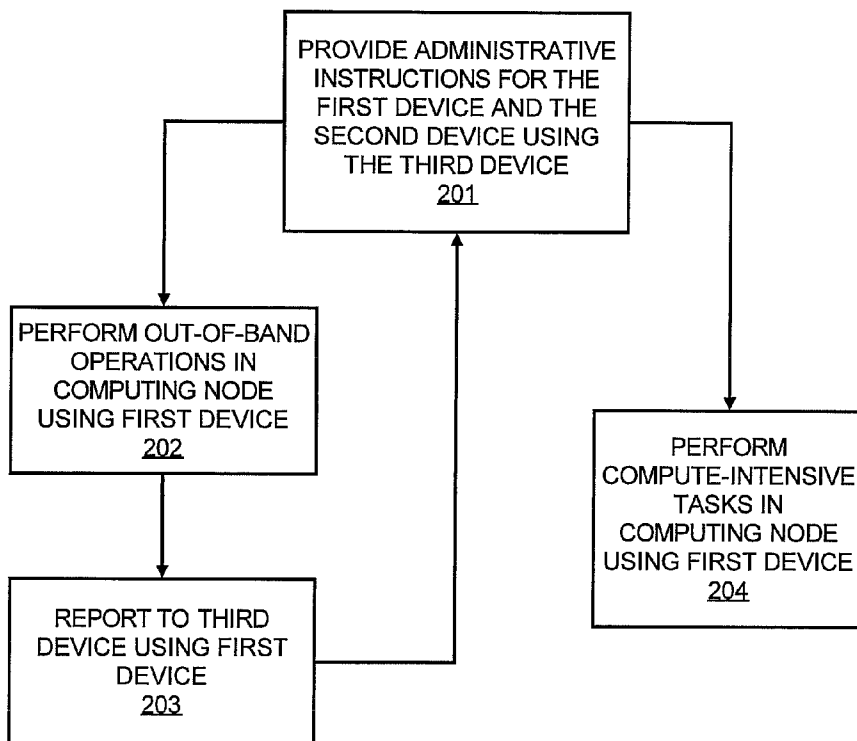 PROVIDE ADMINISTRATIVE
INSTRUCTIONS FOR THE
FIRST DEVICE AND THE
SECOND DEVICE USING
THE THIRD DEVICE
201
PERFORM OUT-OF-BAND
OPERATIONS IN
COMPUTING NODE
USING FIRST DEVICE
202
PERFORM
COMPUTE-INTENSIVE
TASKS IN
COMPUTING NODE
USING FIRST DEVICE
204
REPORT TO THIRD
DEVICE USING FIRST
DEVICE
203